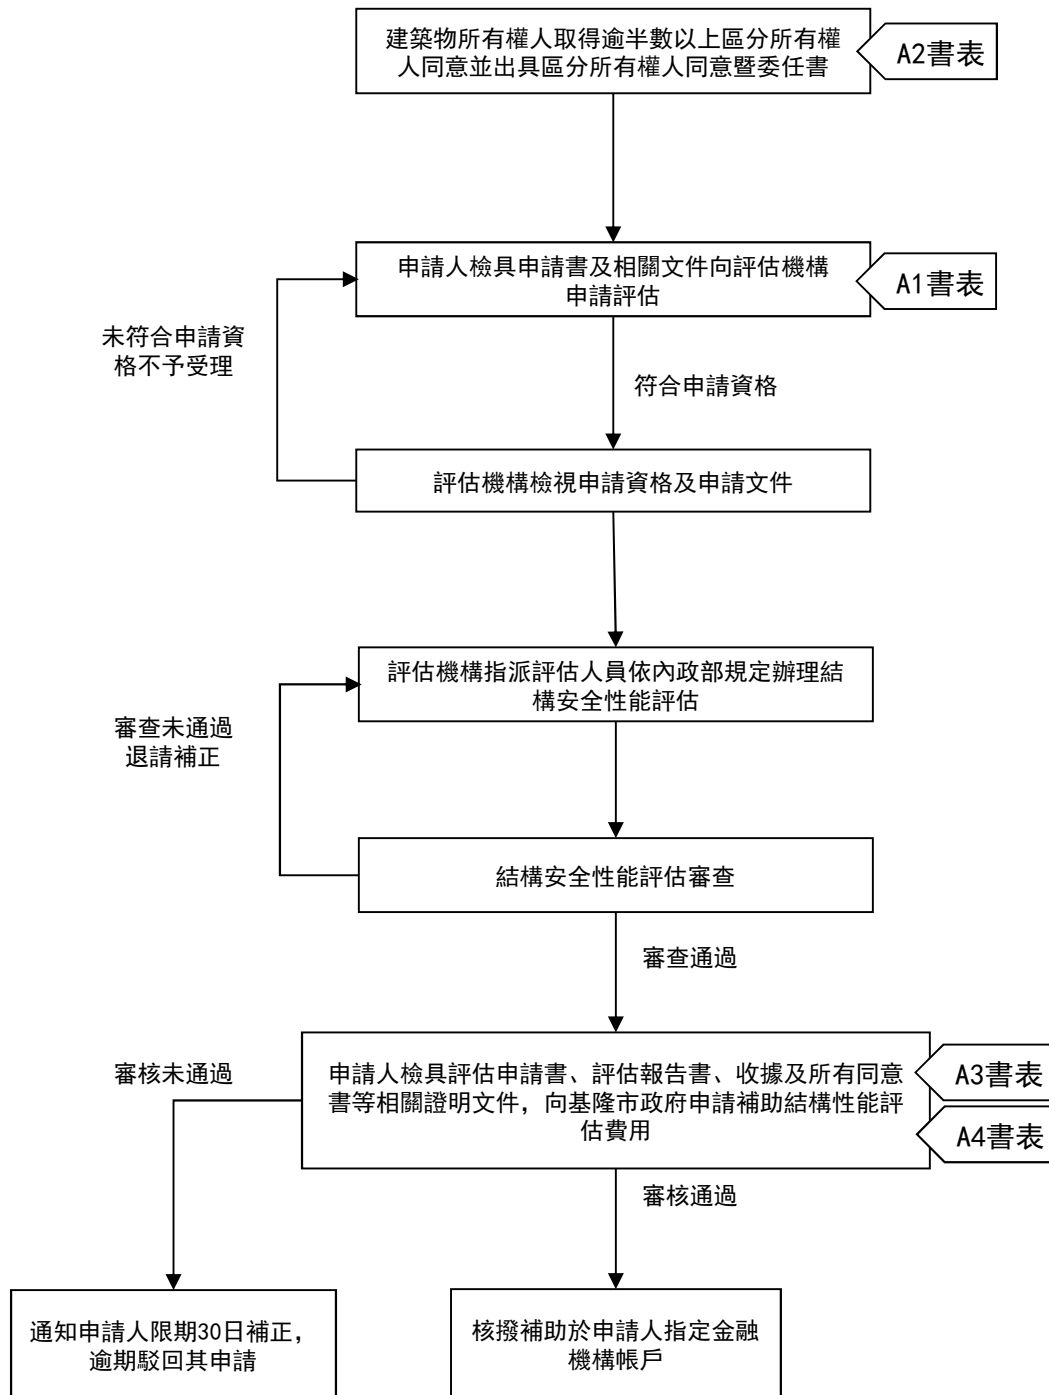 建築物所有權人取得逾半數以上區分所有權
人同意並出具區分所有權人同意暨委任書
A2書表
申請人檢具申請書及相關文件向評估機構
申請評估
A1書表
未符合申請資
格不予受理
符合申請資格
評估機構檢視申請資格及申請文件
評估機構指派評估人員依內政部規定辦理結
構安全性能評估
審查未通過
退請補正
結構安全性能評估審查
審查通過
審核未通過
申請人檢具評估申請書、評估報告書、收據及所有同意
書等相關證明文件，向基隆市政府申請補助結構性能評
估費用
A3書表
A4書表
審核通過
通知申請人限期30日補正，
逾期駁回其申請
核撥補助於申請人指定金融
機構帳戶